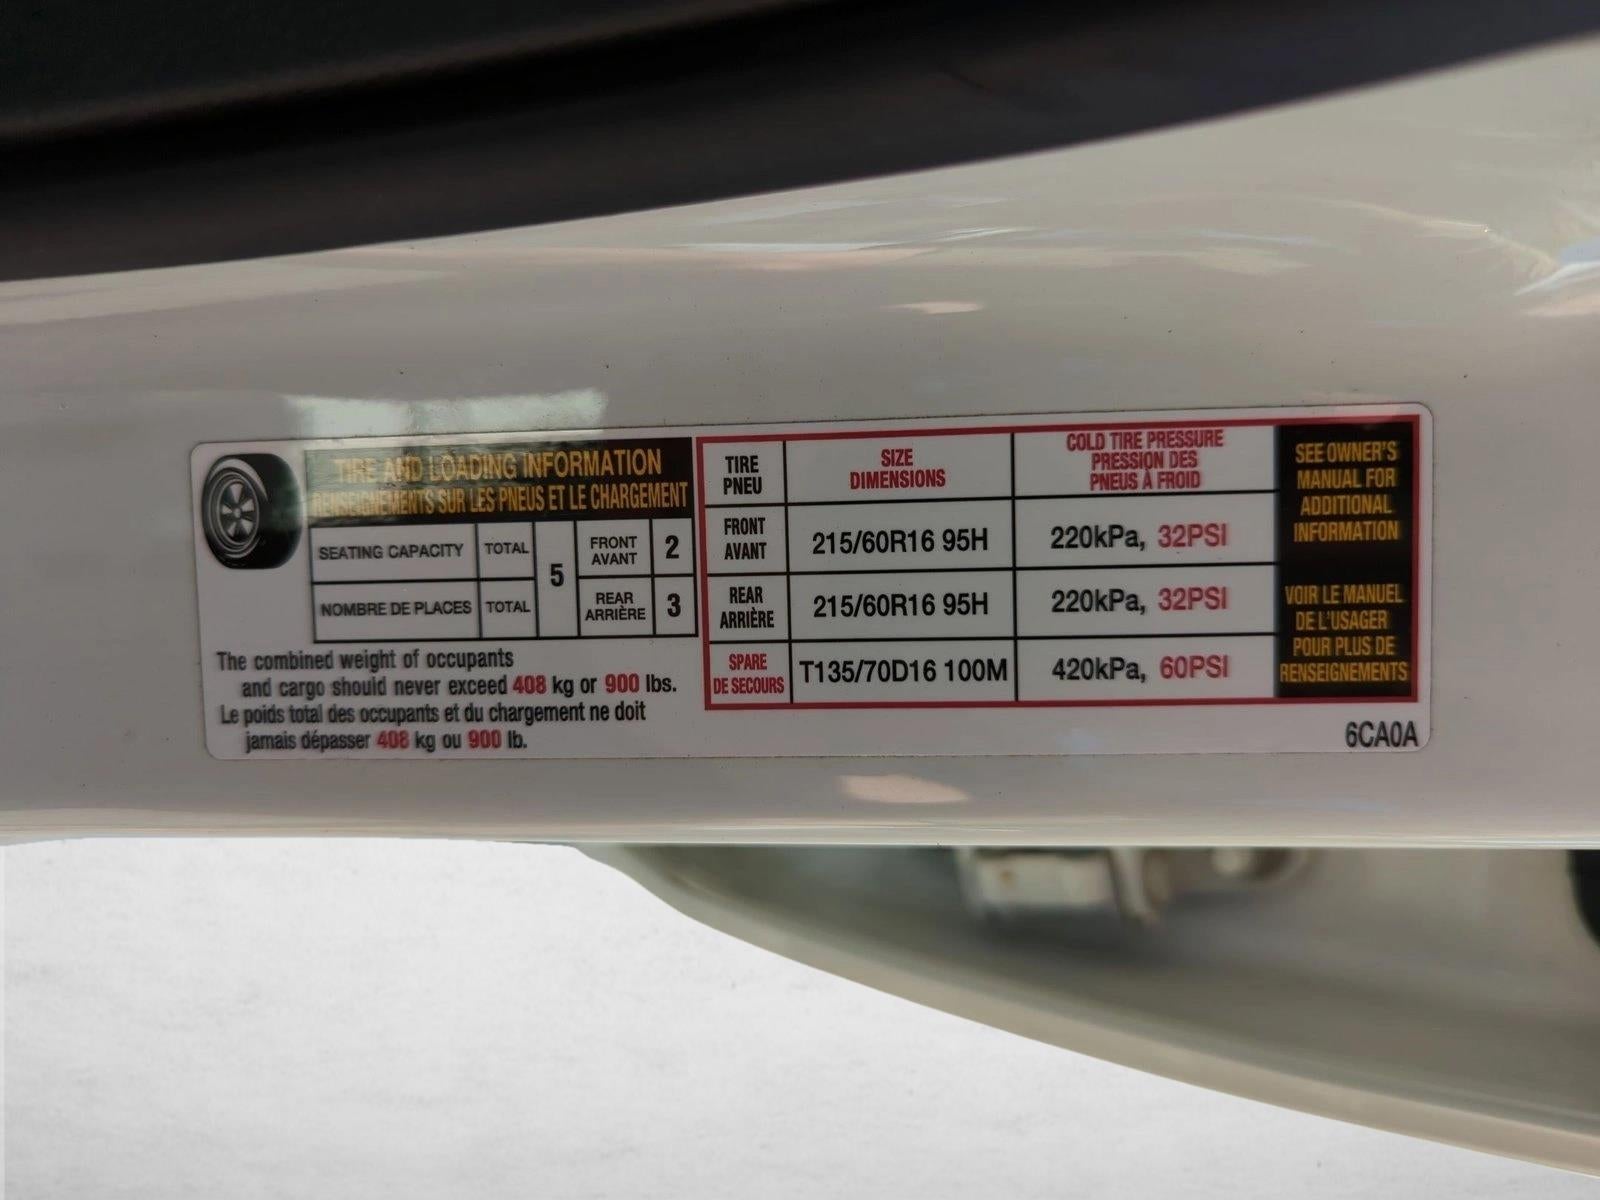 TIRE AND LOADING INFORMATION
RENSEIGNEMENTS SUR LES PNEUS ET LE CHARGEMENT
SEATING CAPACITY TOTAL 5 FRONT AVANT 2
NOMBRE DE PLACES TOTAL REAR ARRIÈRE 3
The combined weight of occupants
and cargo should never exceed 408 kg or 900 lbs.
Le poids total des occupants et du chargement ne doit
jamais dépasser 408 kg ou 900 lb.
TIRE PNEU SIZE DIMENSIONS COLD TIRE PRESSURE PRESSION DES PNEUS À FROID
FRONT AVANT 215/60R16 95H 220kPa, 32PSI
REAR ARRIÈRE 215/60R16 95H 220kPa, 32PSI
SPARE DE SECOURS T135/70D16 100M 420kPa, 60PSI
SEE OWNER'S
MANUAL FOR
ADDITIONAL
INFORMATION
VOIR LE MANUEL
DE L'USAGER
POUR PLUS DE
RENSEIGNEMENTS
6CA0A